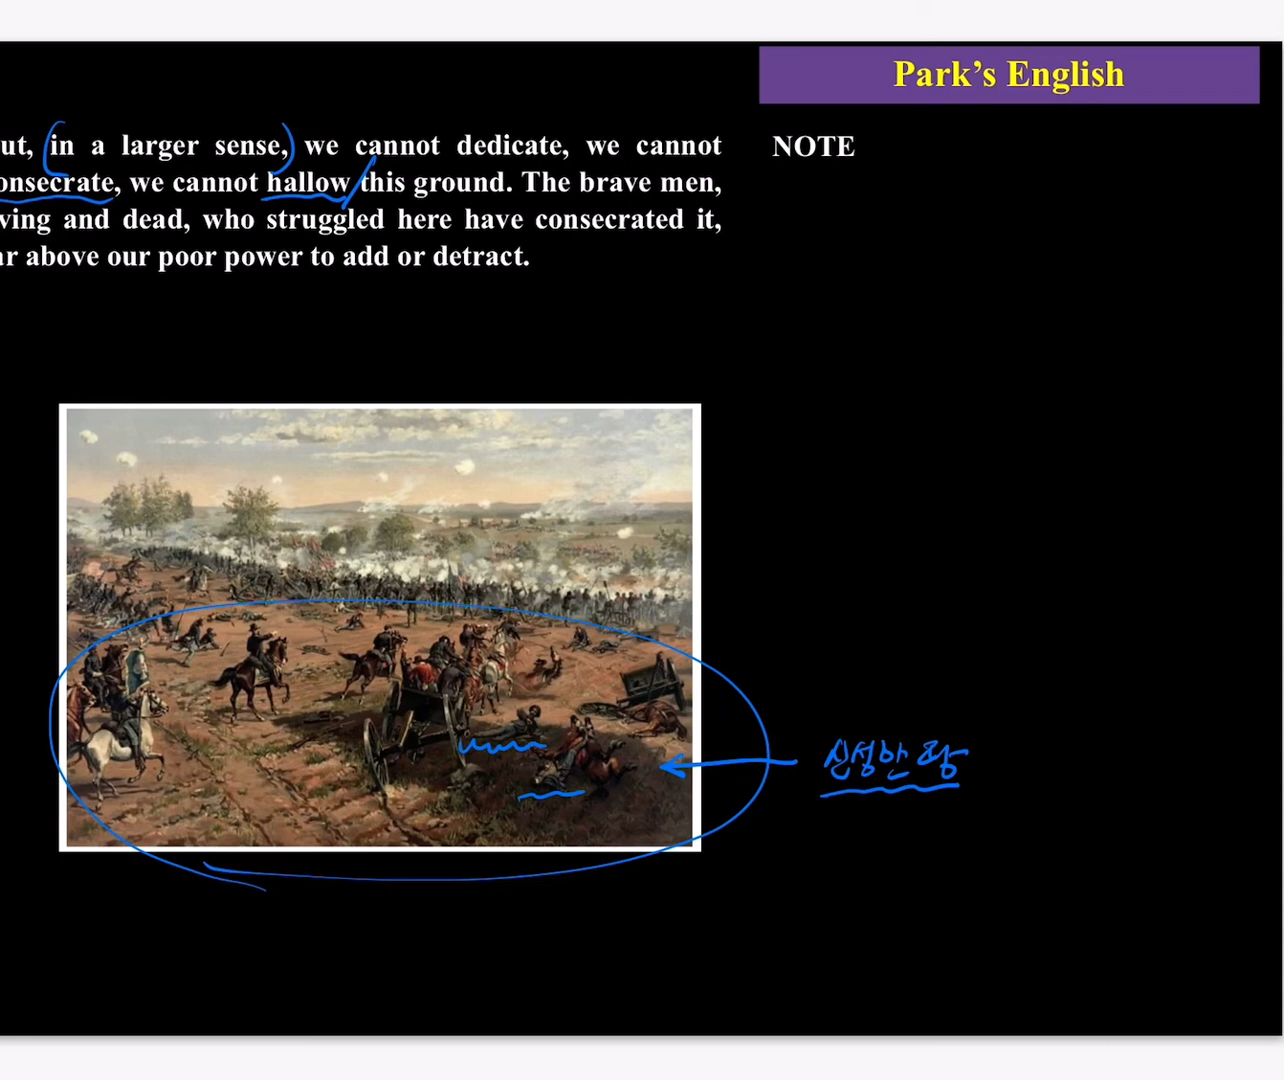 Park's English
ut, in a larger sense, we cannot dedicate, we cannot
onsecrate, we cannot hallow this ground. The brave men,
ving and dead, who struggled here have consecrated it,
ar above our poor power to add or detract.
NOTE
신성한 땅